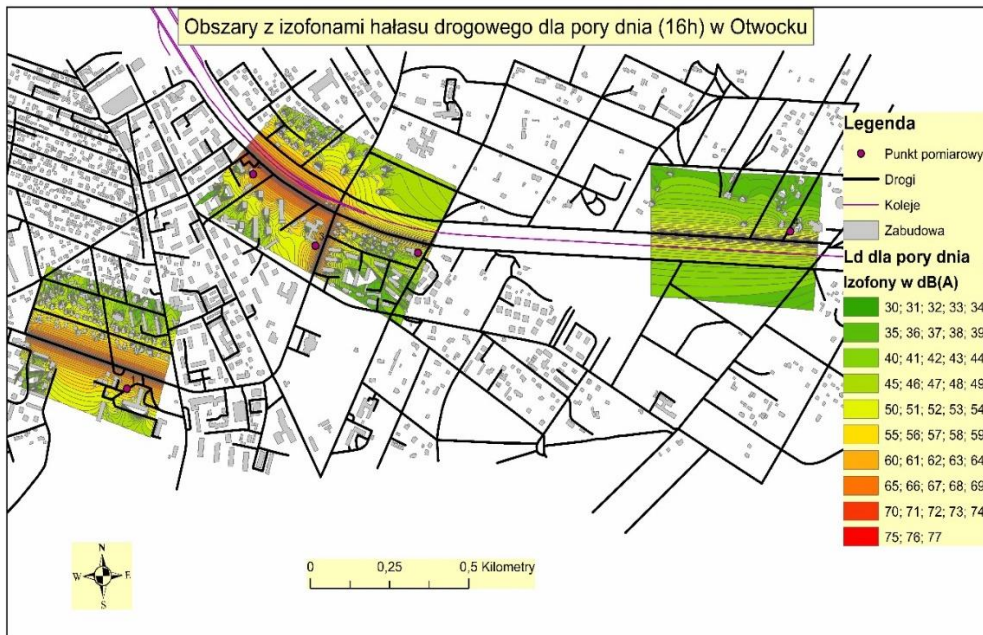 Obszary z izofonami hałasu drogowego dla pory dnia (16h) w Otwocku
Legenda
Punkt pomiarowy
Drogi
Koleje
Zabudowa
Ld dla pory dnia
Izofony w dB(A)
30; 31; 32; 33; 34
35; 36; 37; 38; 39
40; 41; 42; 43; 44
45; 46; 47; 48; 49
50; 51; 52; 53; 54
55; 56; 57; 58; 59
60; 61; 62; 63; 64
65; 66; 67; 68; 69
70; 71; 72; 73; 74
75; 76; 77
N
W E
S
0 0,25 0,5 Kilometry